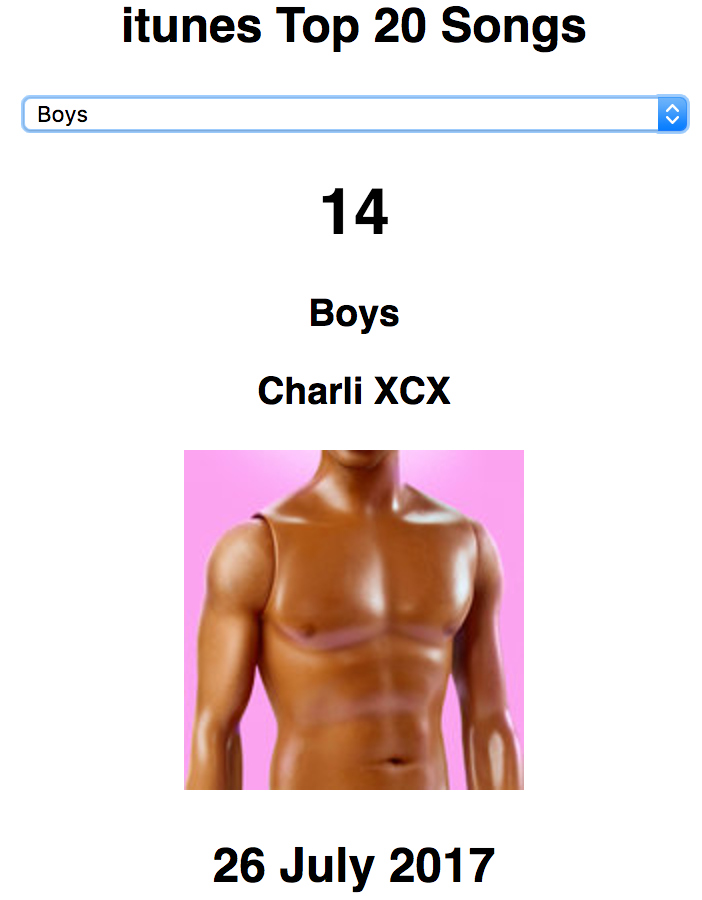 itunes Top 20 Songs
Boys
14
Boys
Charli XCX
26 July 2017